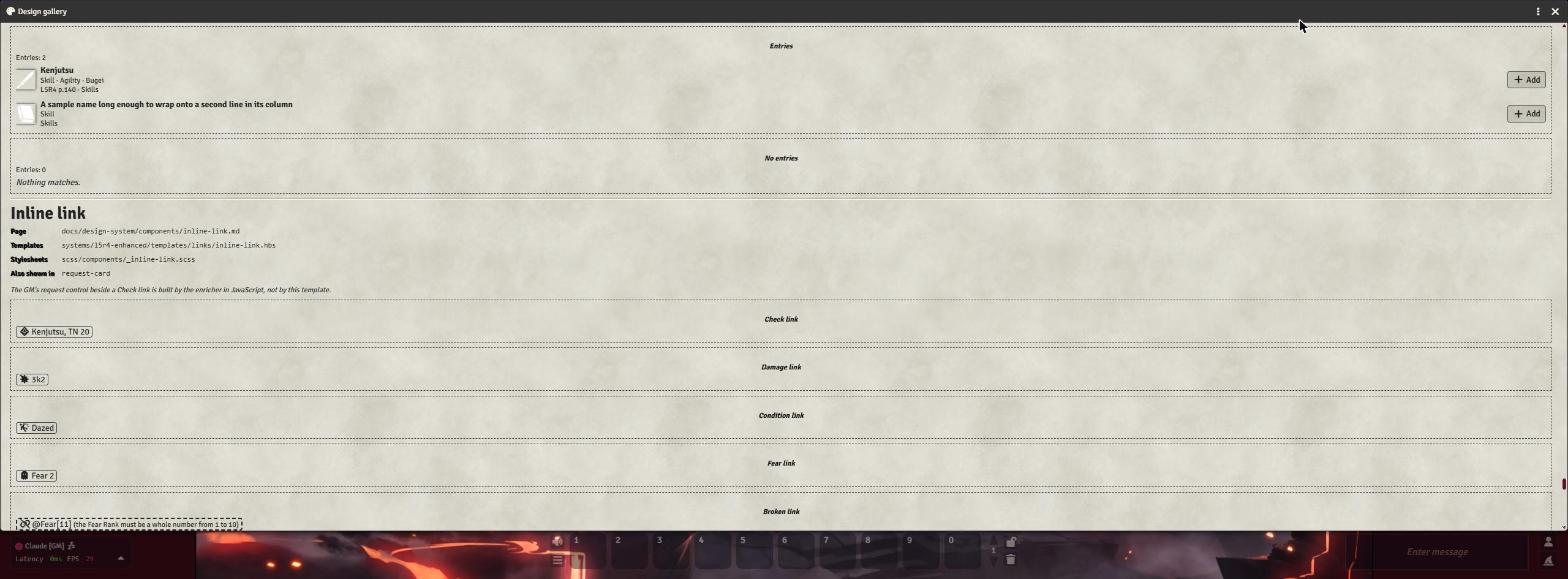 Design gallery
Entries
Entries: 2
Kenjutsu
Skill · Agility · Bugei
L5R4 p.140 · Skills
+ Add
A sample name long enough to wrap onto a second line in its column
Skill
Skills
+ Add
No entries
Entries: 0
Nothing matches.
Inline link
Page docs/design-system/components/inline-link.md
Templates systems/l5r4-enhanced/templates/links/inline-link.hbs
Stylesheets scss/components/_inline-link.scss
Also shown in request-card
The GM's request control beside a Check link is built by the enricher in JavaScript, not by this template.
Check link
Kenjutsu, TN 20
Damage link
3k2
Condition link
Dazed
Fear link
Fear 2
Broken link
@Fear[11] (the Fear Rank must be a whole number from 1 to 10)
Claude [GM]
Latency 0ms FPS 29
1 2 3 4 5 6 7 8 9 0
1
Enter message